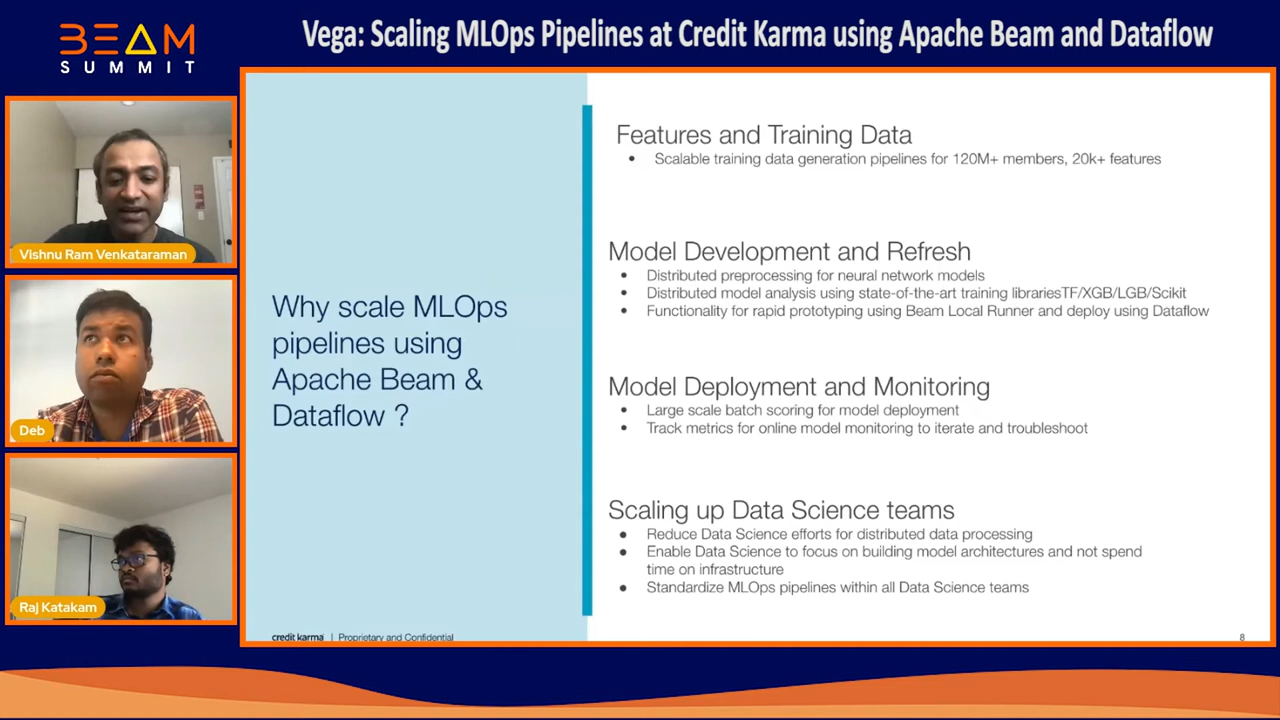 BEAM
SUMMIT
Vega: Scaling MLOps Pipelines at Credit Karma using Apache Beam and Dataflow
Vishnu Ram Venkataraman
Deb
Raj Katakam
Why scale MLOps
pipelines using
Apache Beam &
Dataflow ?
Features and Training Data
• Scalable training data generation pipelines for 120M+ members, 20k+ features
Model Development and Refresh
• Distributed preprocessing for neural network models
• Distributed model analysis using state-of-the-art training librariesTF/XGB/LGB/Scikit
• Functionality for rapid prototyping using Beam Local Runner and deploy using Dataflow
Model Deployment and Monitoring
• Large scale batch scoring for model deployment
• Track metrics for online model monitoring to iterate and troubleshoot
Scaling up Data Science teams
• Reduce Data Science efforts for distributed data processing
• Enable Data Science to focus on building model architectures and not spend
time on infrastructure
• Standardize MLOps pipelines within all Data Science teams
credit karma | Proprietary and Confidential
8